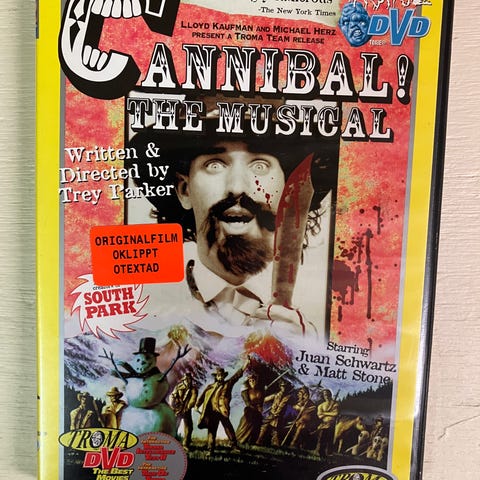 The New York Times
LLOYD KAUFMAN AND MICHAEL HERZ
PRESENT A TROMA TEAM RELEASE
DVD
CANNIBAL!
THE MUSICAL
Written &
Directed by
Trey Parker
ORIGINALFILM
OKLIPPT
OTEXTAD
SOUTH
PARK
Starring
Juan Schwartz
& Matt Stone
TROMA
DVD
THE BEST
MOVIES